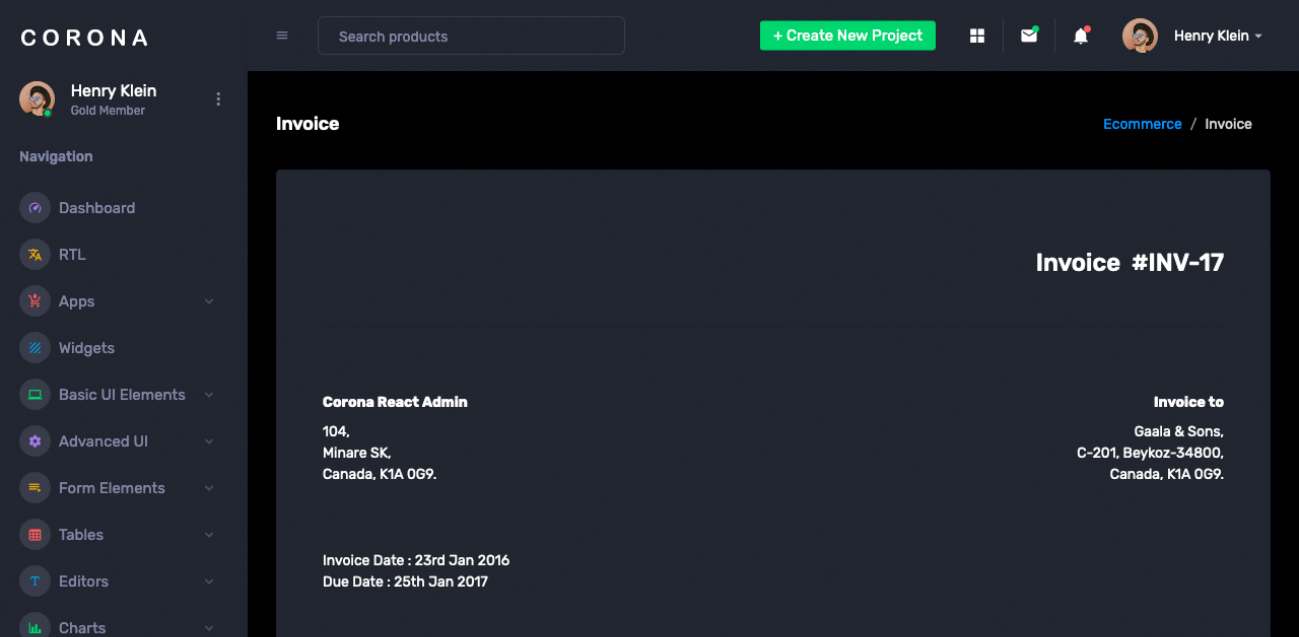 CORONA
Search products
+ Create New Project
Henry Klein
Henry Klein
Gold Member
Navigation
Dashboard
RTL
Apps
Widgets
Basic UI Elements
Advanced UI
Form Elements
Tables
Editors
Charts
Invoice
Ecommerce / Invoice
Invoice #INV-17
Corona React Admin
104,
Minare SK,
Canada, K1A 0G9.
Invoice to
Gaala & Sons,
C-201, Beykoz-34800,
Canada, K1A 0G9.
Invoice Date : 23rd Jan 2016
Due Date : 25th Jan 2017